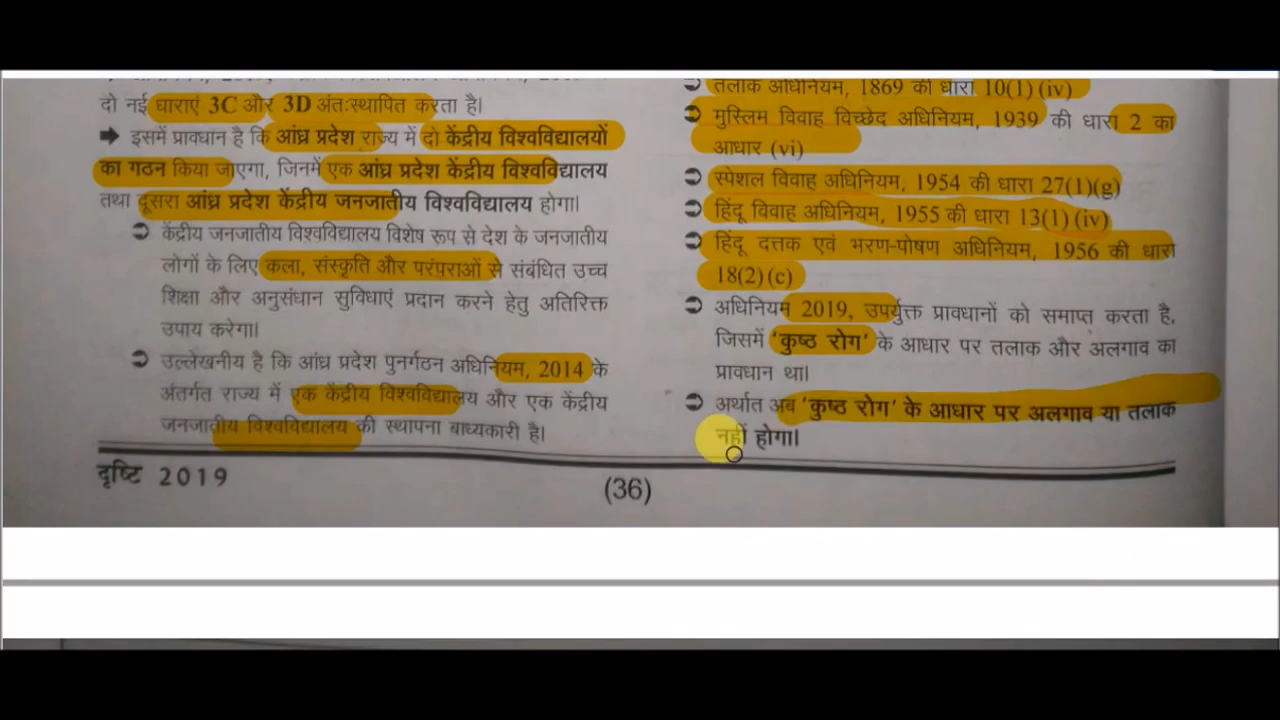 दो नई धाराएं 3C और 3D अंतःस्थापित करता है।
➡ इसमें प्रावधान है कि आंध्र प्रदेश राज्य में दो केंद्रीय विश्वविद्यालयों
का गठन किया जाएगा, जिनमें एक आंध्र प्रदेश केंद्रीय विश्वविद्यालय
तथा दूसरा आंध्र प्रदेश केंद्रीय जनजातीय विश्वविद्यालय होगा।
➲ केंद्रीय जनजातीय विश्वविद्यालय विशेष रूप से देश के जनजातीय
लोगों के लिए कला, संस्कृति और परंपराओं से संबंधित उच्च
शिक्षा और अनुसंधान सुविधाएं प्रदान करने हेतु अतिरिक्त
उपाय करेगा।
➲ उल्लेखनीय है कि आंध्र प्रदेश पुनर्गठन अधिनियम, 2014 के
अंतर्गत राज्य में एक केंद्रीय विश्वविद्यालय और एक केंद्रीय
जनजातीय विश्वविद्यालय की स्थापना बाध्यकारी है।
➲ तलाक अधिनियम, 1869 की धारा 10(1)(iv)
➲ मुस्लिम विवाह विच्छेद अधिनियम, 1939 की धारा 2 का
आधार (vi)
➲ स्पेशल विवाह अधिनियम, 1954 की धारा 27(1)(g)
➲ हिंदू विवाह अधिनियम, 1955 की धारा 13(1)(iv)
➲ हिंदू दत्तक एवं भरण-पोषण अधिनियम, 1956 की धारा
18(2)(c)
➲ अधिनियम 2019, उपर्युक्त प्रावधानों को समाप्त करता है,
जिसमें 'कुष्ठ रोग' के आधार पर तलाक और अलगाव का
प्रावधान था।
➲ अर्थात अब 'कुष्ठ रोग' के आधार पर अलगाव या तलाक
नहीं होगा।
दृष्टि 2019
(36)